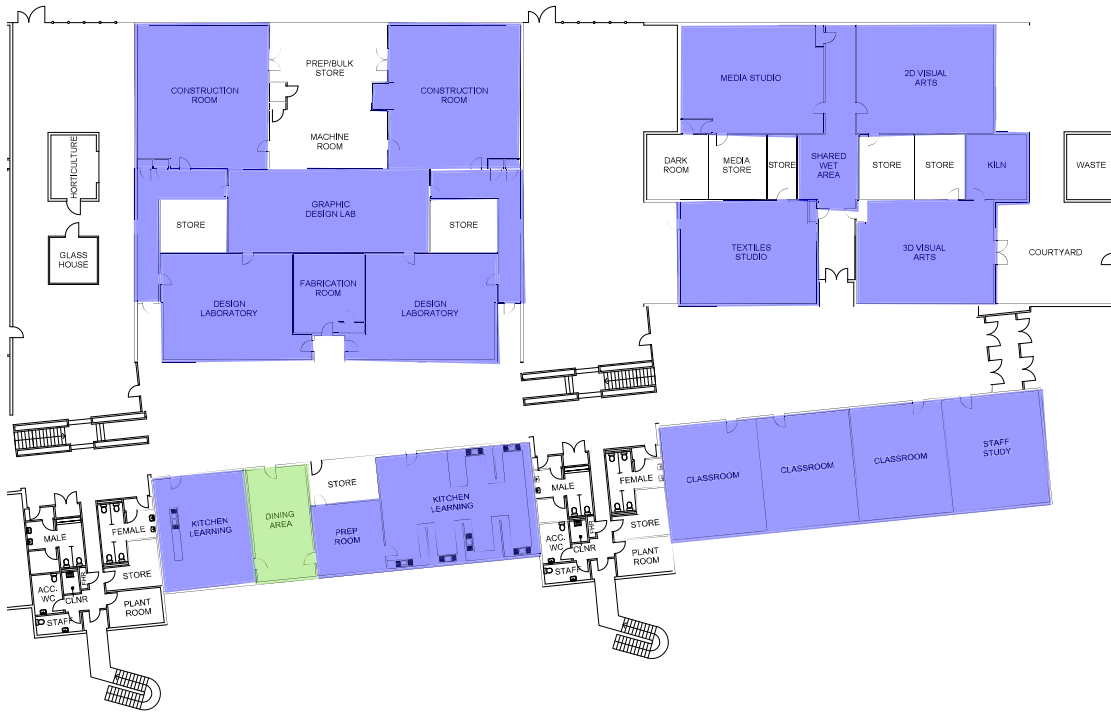 PREP/BULK
STORE
CONSTRUCTION
ROOM
CONSTRUCTION
ROOM
MACHINE
ROOM
MEDIA STUDIO
2D VISUAL
ARTS
HORTICULTURE
DARK
ROOM
MEDIA
STORE
STORE
SHARED
WET
AREA
STORE
STORE
KILN
WASTE
GRAPHIC
DESIGN LAB
STORE
STORE
GLASS
HOUSE
TEXTILES
STUDIO
3D VISUAL
ARTS
COURTYARD
DESIGN
LABORATORY
FABRICATION
ROOM
DESIGN
LABORATORY
CLASSROOM
CLASSROOM
CLASSROOM
STAFF
STUDY
MALE
FEMALE
KITCHEN
LEARNING
DINING
AREA
STORE
PREP
ROOM
KITCHEN
LEARNING
MALE
FEMALE
STORE
ACC.
WC
FHR
CLNR
STAFF
PLANT
ROOM
STORE
ACC.
WC
FHR
CLNR
STAFF
PLANT
ROOM